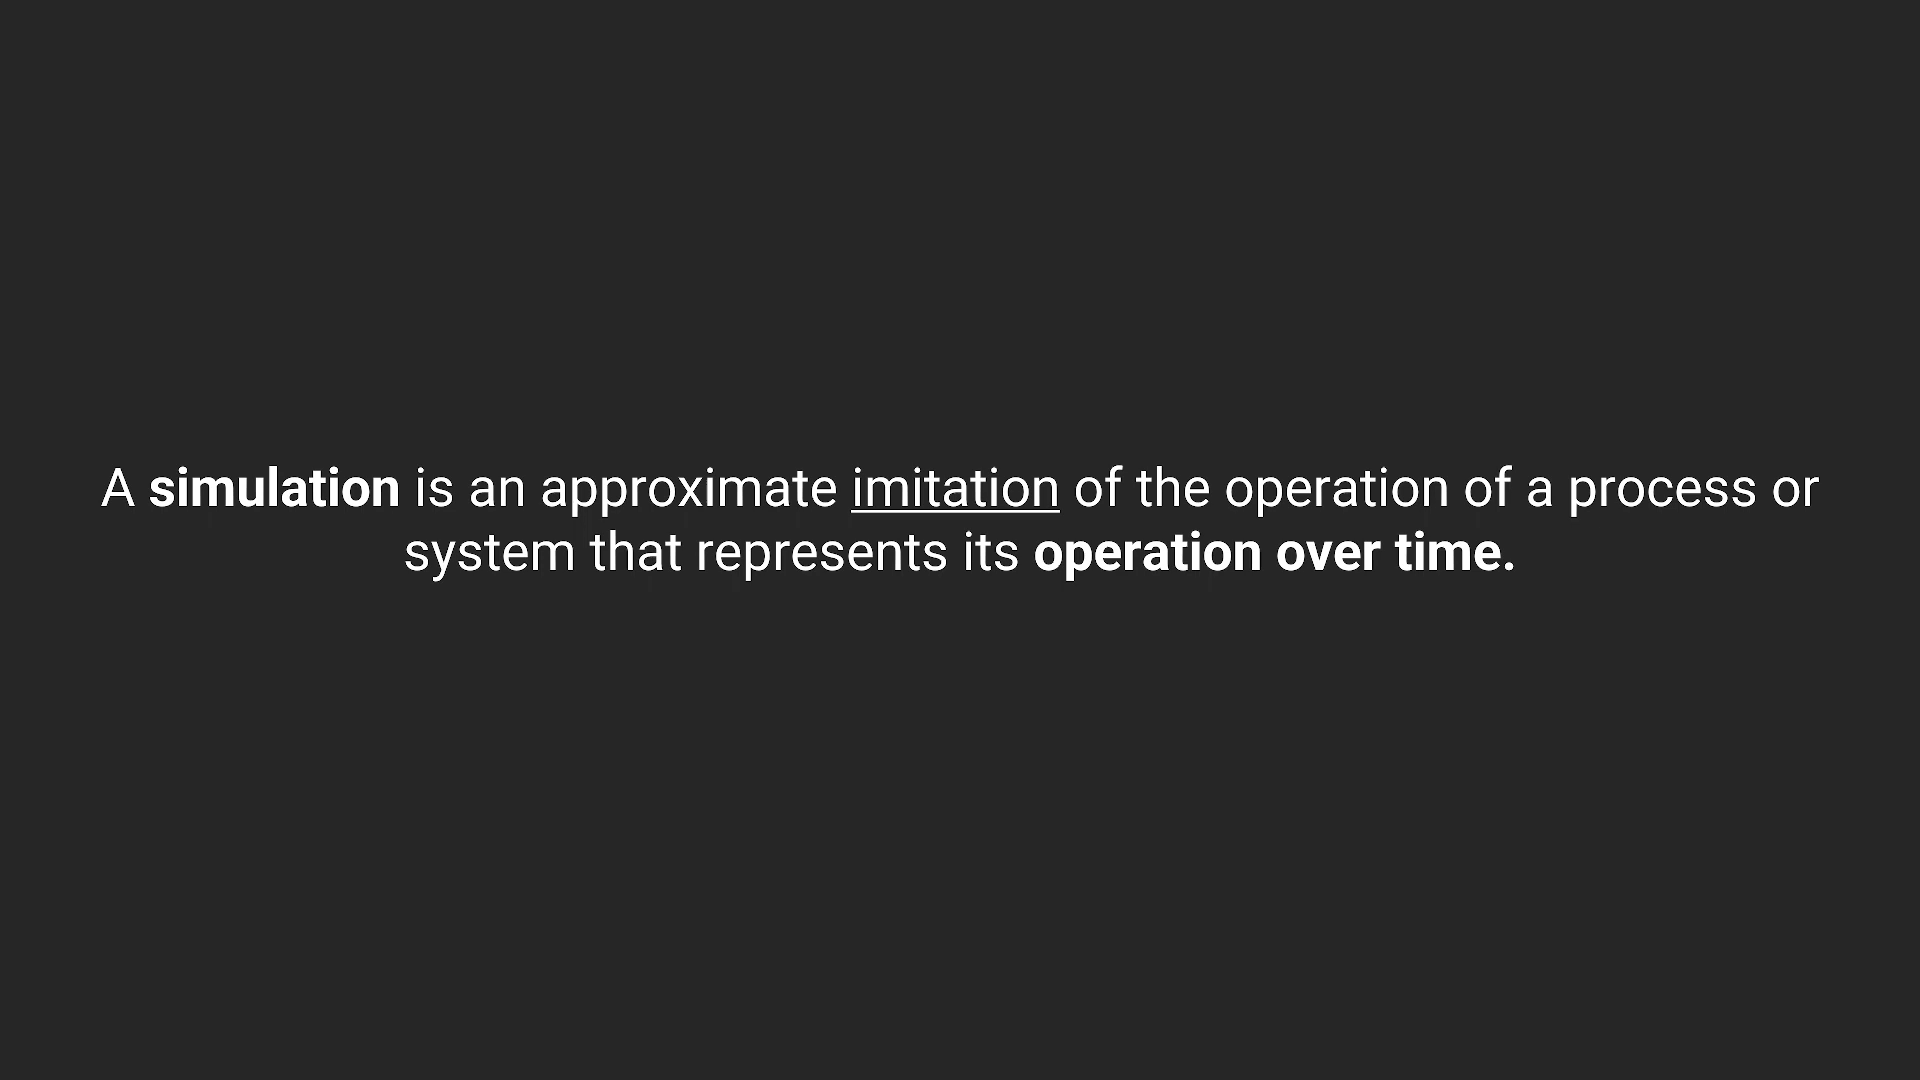 A simulation is an approximate imitation of the operation of a process or
system that represents its operation over time.